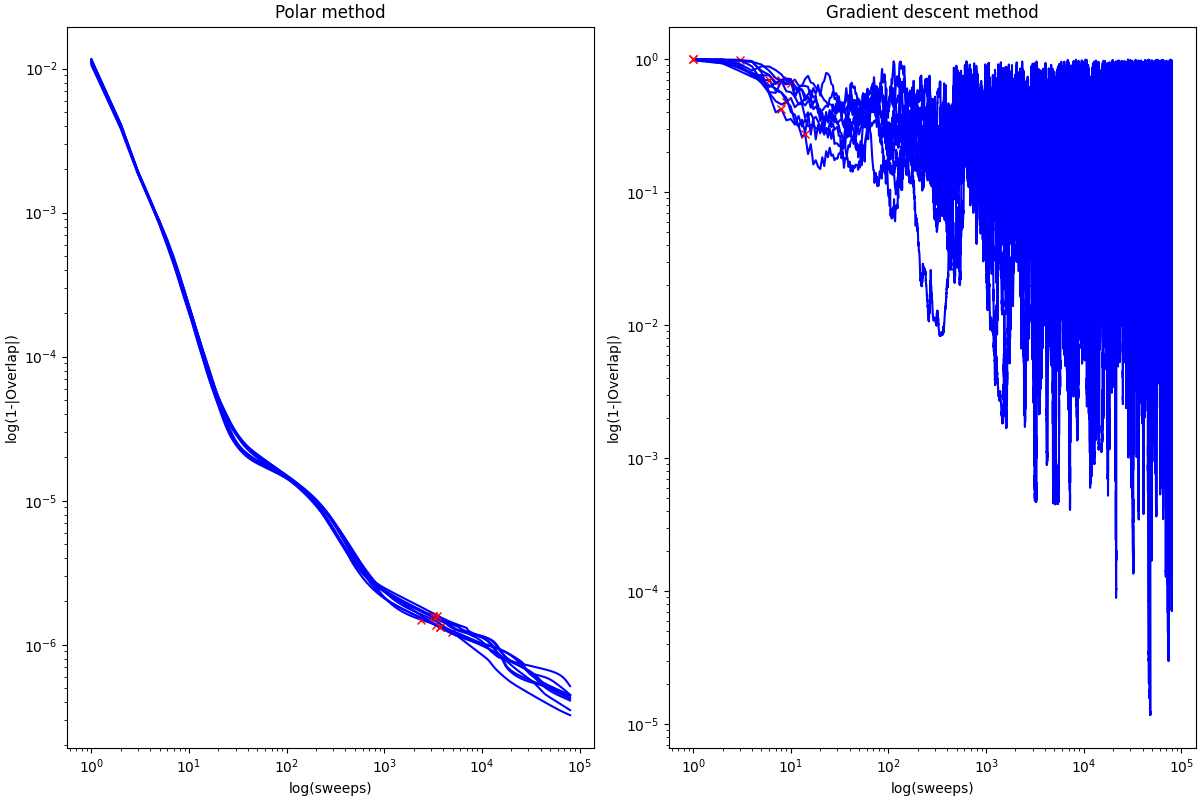 Polar method
log(1-|Overlap|)
10⁻²
10⁻³
10⁻⁴
10⁻⁵
10⁻⁶
10⁰ 10¹ 10² 10³ 10⁴ 10⁵
log(sweeps)
Gradient descent method
log(1-|Overlap|)
10⁰
10⁻¹
10⁻²
10⁻³
10⁻⁴
10⁻⁵
10⁰ 10¹ 10² 10³ 10⁴ 10⁵
log(sweeps)